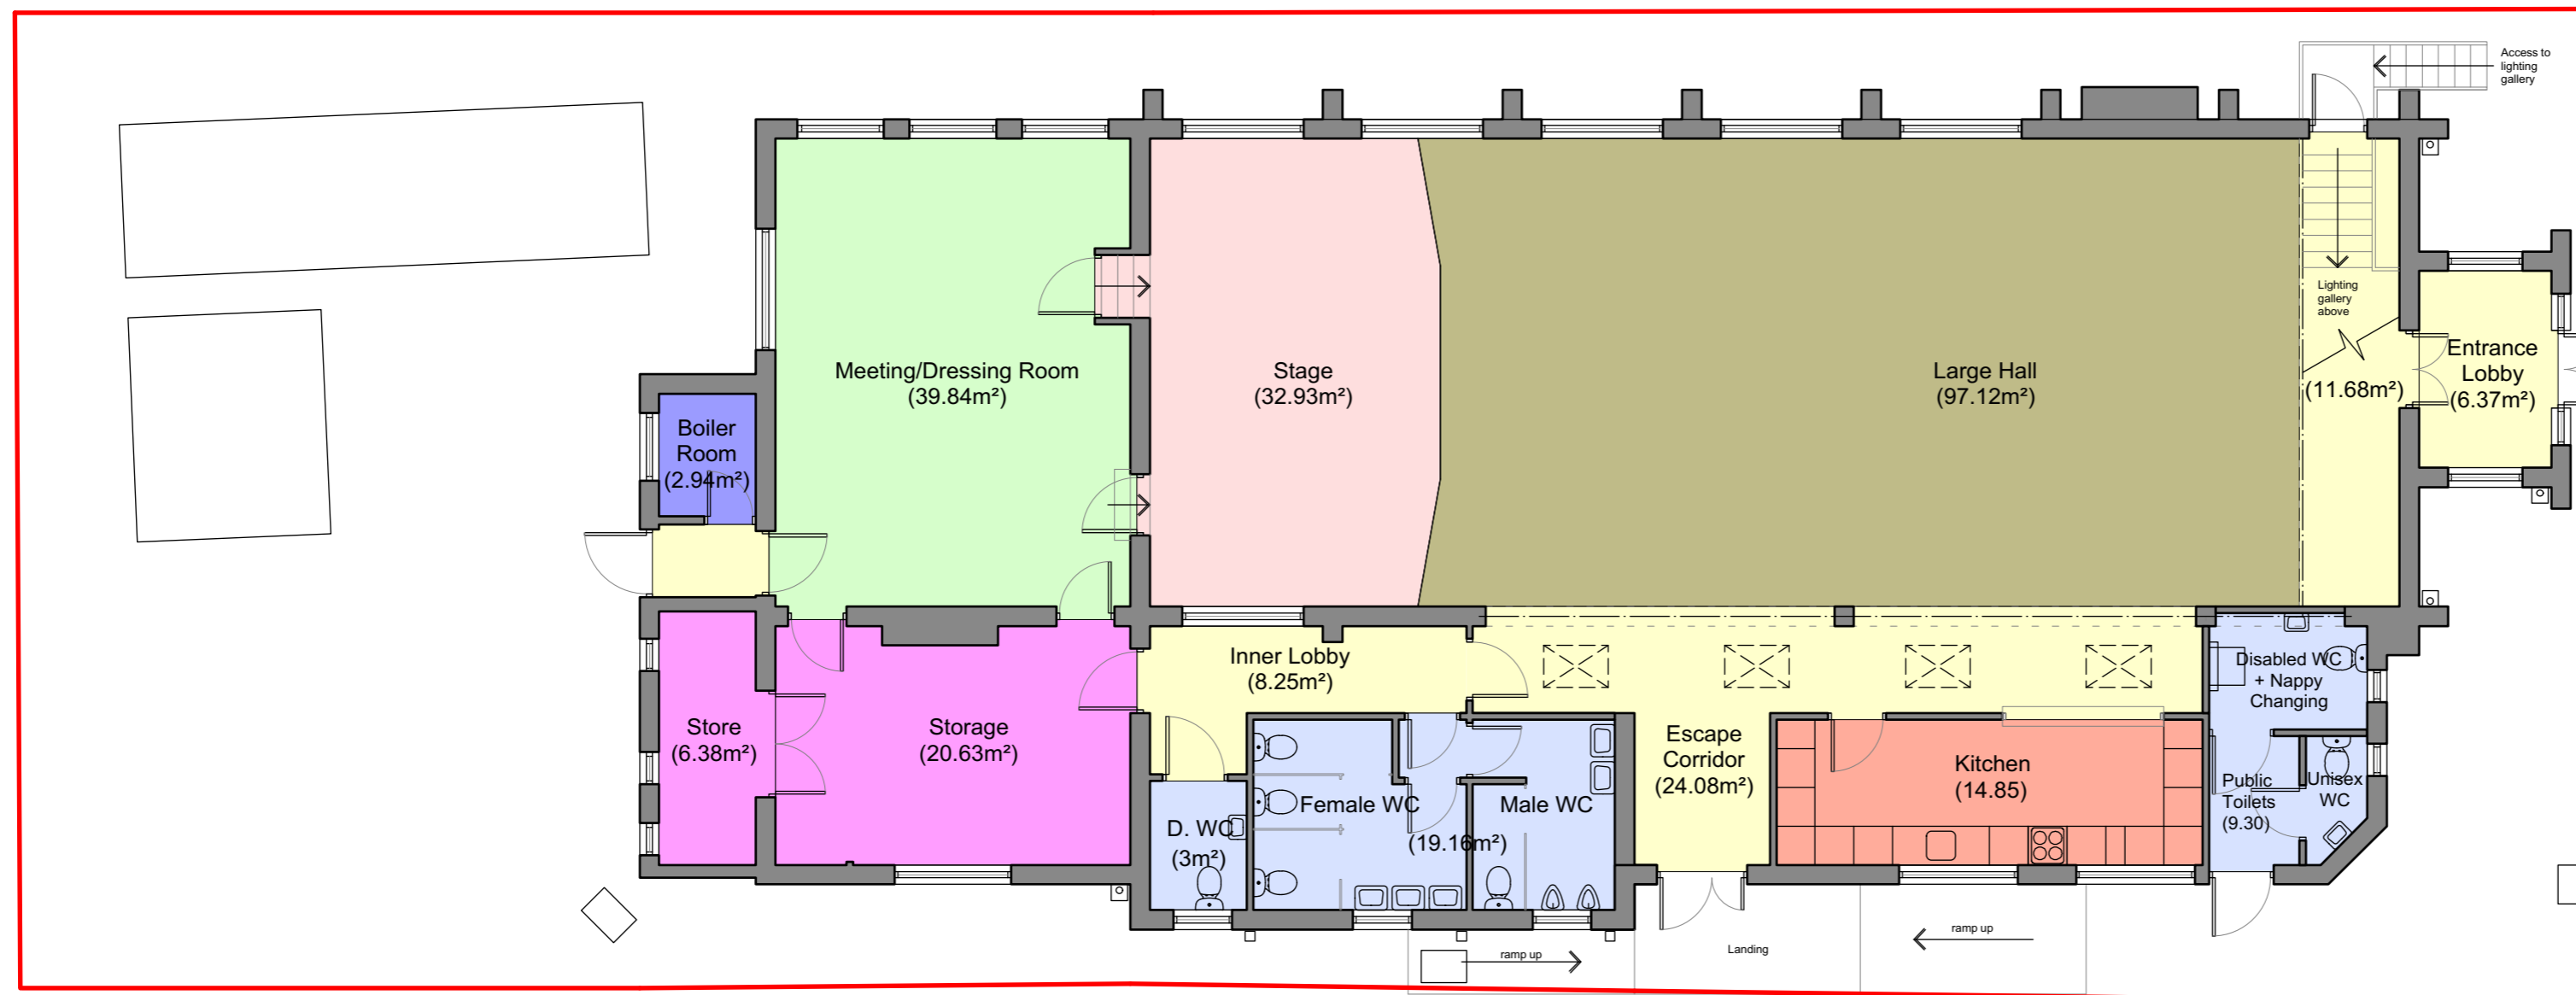 Access to
lighting
gallery
Lighting
gallery
above
Meeting/Dressing Room
(39.84m²)
Stage
(32.93m²)
Large Hall
(97.12m²)
(11.68m²)
Entrance
Lobby
(6.37m²)
Boiler
Room
(2.94m²)
Inner Lobby
(8.25m²)
Disabled WC
+ Nappy
Changing
Store
(6.38m²)
Storage
(20.63m²)
Escape
Corridor
(24.08m²)
Kitchen
(14.85)
Public
Toilets
(9.30)
Unisex
WC
D. WC
(3m²)
Female WC
Male WC
(19.16m²)
ramp up
Landing
ramp up